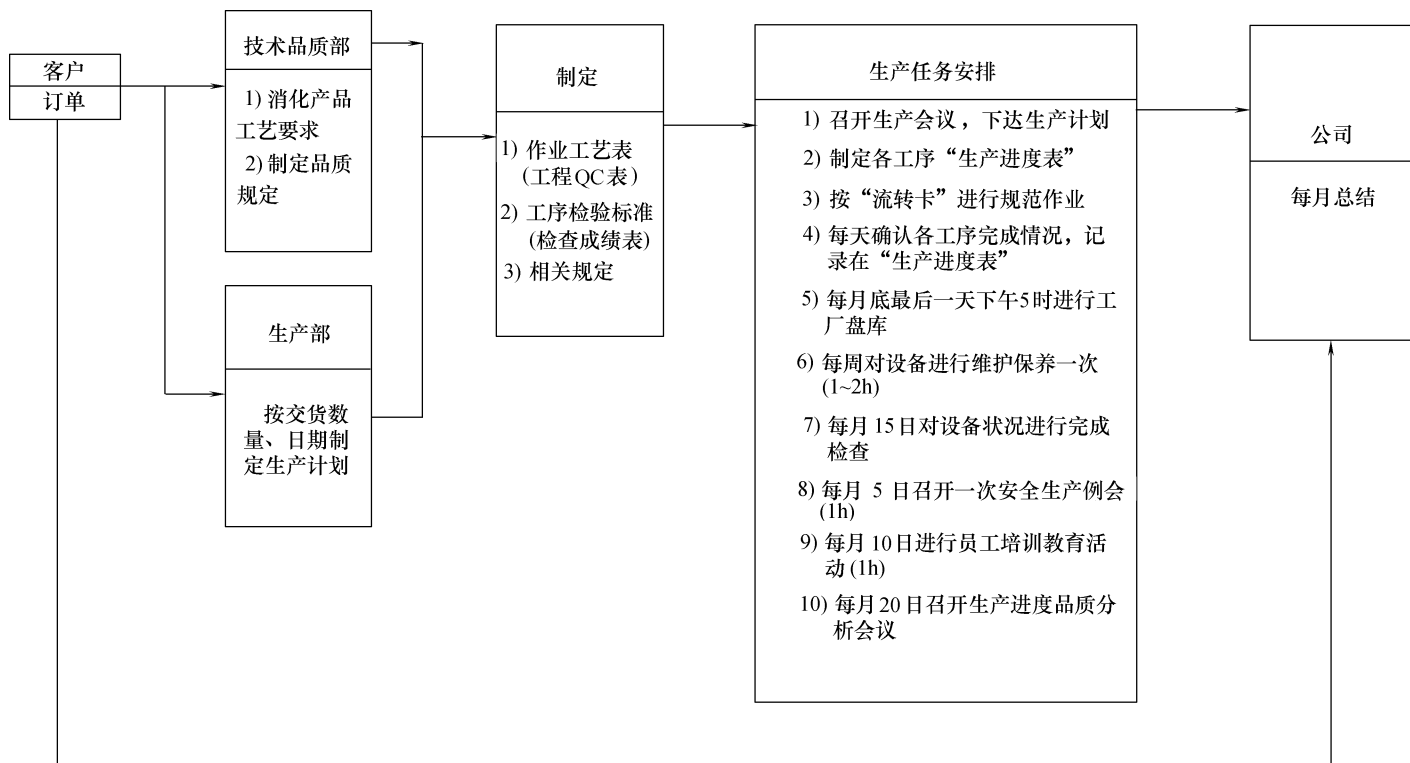 客户
订单
技术品质部
1) 消化产品
工艺要求
2) 制定品质
规定
生产部
按交货数
量、日期制
定生产计划
制定
1) 作业工艺表
(工程QC表)
2) 工序检验标准
(检查成绩表)
3) 相关规定
生产任务安排
1) 召开生产会议，下达生产计划
2) 制定各工序“生产进度表”
3) 按“流转卡”进行规范作业
4) 每天确认各工序完成情况，记
录在“生产进度表”
5) 每月底最后一天下午5时进行工
厂盘库
6) 每周对设备进行维护保养一次
(1~2h)
7) 每月15日对设备状况进行完成
检查
8) 每月 5 日召开一次安全生产例会
(1h)
9) 每月10日进行员工培训教育活
动(1h)
10) 每月20日召开生产进度品质分
析会议
公司
每月总结